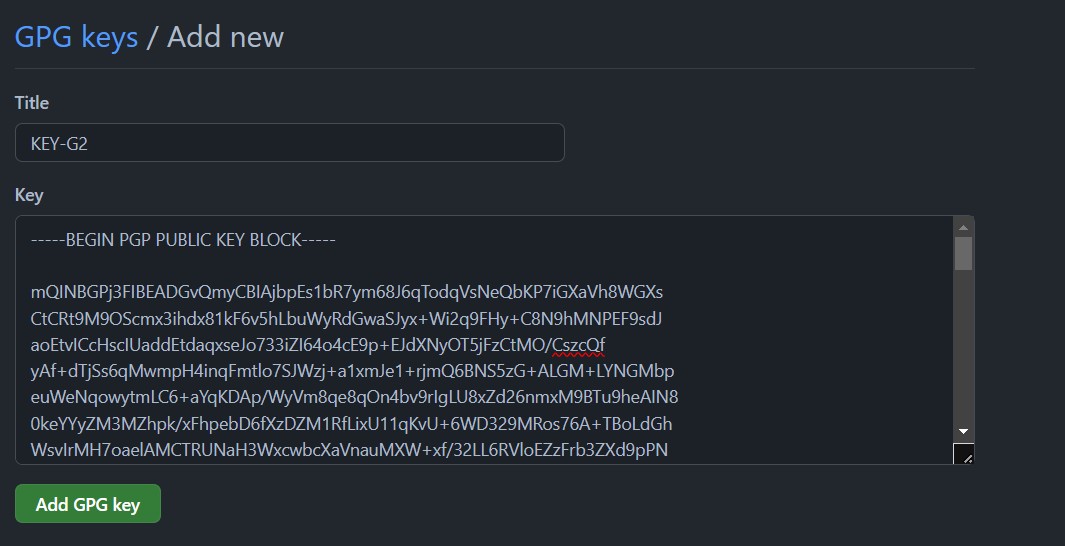 GPG keys / Add new
Title
KEY-G2
Key
-----BEGIN PGP PUBLIC KEY BLOCK-----
mQINBGPj3FIBEADGvQmyCBIAjbpEs1bR7ym68J6qTodqVsNeQbKP7iGXaVh8WGXs
CtCRt9M9OScmx3ihdx81kF6v5hLbuWyRdGwaSJyx+Wi2q9FHy+C8N9hMNPEF9sdJ
aoEtvICcHscIUaddEtdaqxseJo733iZI64o4cE9p+EJdXNyOT5jFzCtMO/CszcQf
yAf+dTjSs6qMwmpH4inqFmtlo7SJWzj+a1xmJe1+rjmQ6BNS5zG+ALGM+LYNGMbp
euWeNqowytmLC6+aYqKDAp/WyVm8qe8qOn4bv9rIgLU8xZd26nmxM9BTu9heAIN8
0keYYyZM3MZhpk/xFhpebD6fXzDZM1RfLixU11qKvU+6WD329MRos76A+TBoLdGh
WsvIrMH7oaelAMCTRUNaH3WxcwbcXaVnauMXW+xf/32LL6RVloEZzFrb3ZXd9pPN
Add GPG key